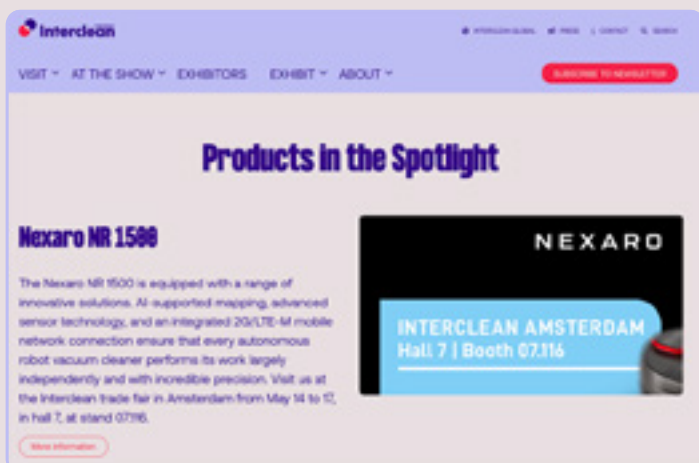 Interclean
INTERCLEAN GLOBAL PRESS CONTACT SEARCH
VISIT AT THE SHOW EXHIBITORS EXHIBIT ABOUT
SUBSCRIBE TO NEWSLETTER
Products in the Spotlight
Nexaro NR 1500
The Nexaro NR 1500 is equipped with a range of
innovative solutions. AI-supported mapping, advanced
sensor technology, and an integrated 2G/LTE-M mobile
network connection ensure that every autonomous
robot vacuum cleaner performs its work largely
independently and with incredible precision. Visit us at
the Interclean trade fair in Amsterdam from May 14 to 17,
in hall 7, at stand 07.116.
More information
NEXARO
INTERCLEAN AMSTERDAM
Hall 7 | Booth 07.116